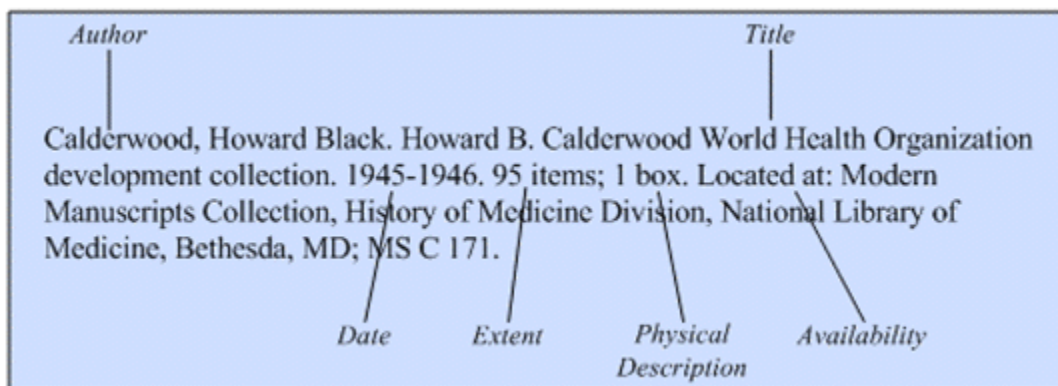 Author Title
Calderwood, Howard Black. Howard B. Calderwood World Health Organization
development collection. 1945-1946. 95 items; 1 box. Located at: Modern
Manuscripts Collection, History of Medicine Division, National Library of
Medicine, Bethesda, MD; MS C 171.
Date Extent Physical Availability
Description